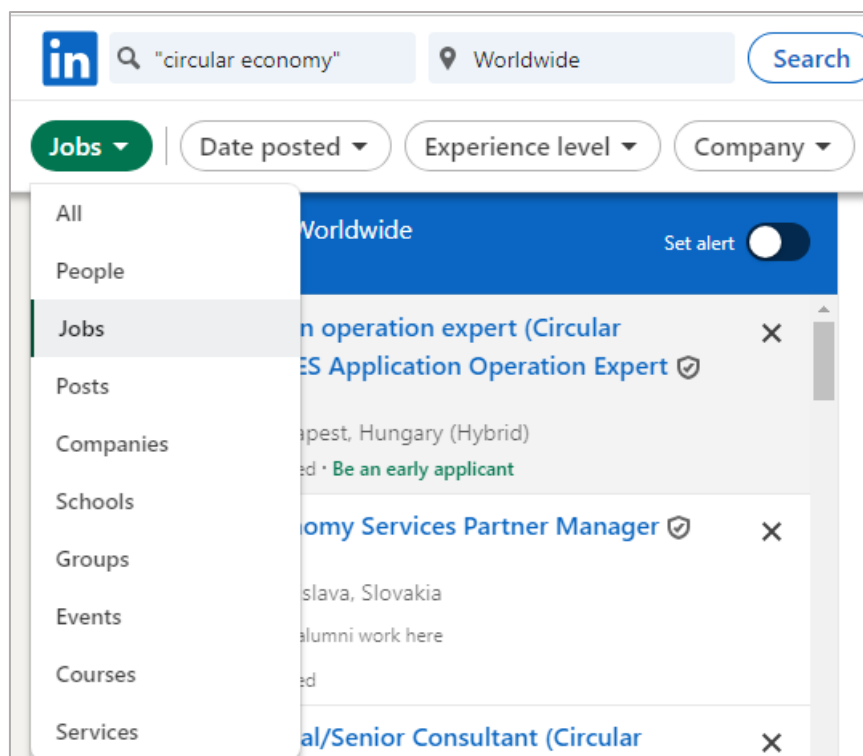 in "circular economy" Worldwide Search
Jobs Date posted Experience level Company
All
People
Jobs
Posts
Companies
Schools
Groups
Events
Courses
Services
Worldwide
Set alert
n operation expert (Circular
ES Application Operation Expert
apest, Hungary (Hybrid)
ed · Be an early applicant
omy Services Partner Manager
slava, Slovakia
alumni work here
ed
al/Senior Consultant (Circular